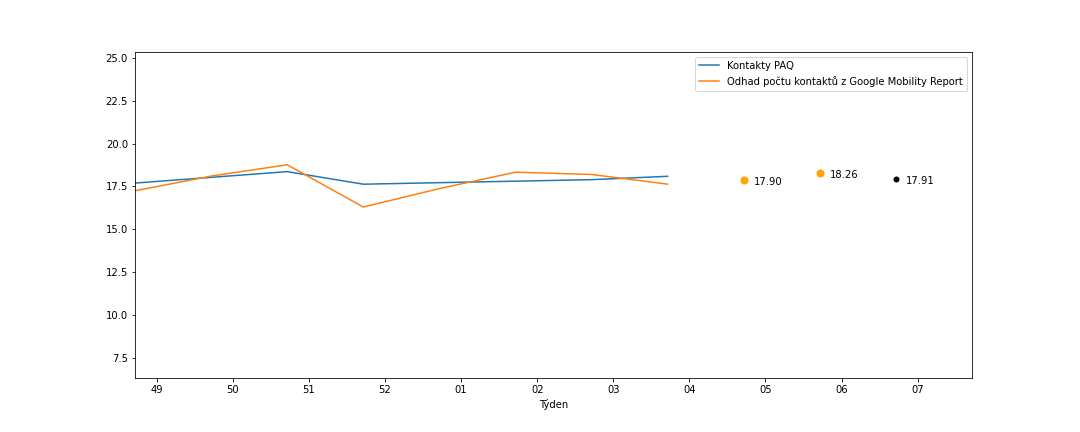 25.0
22.5
20.0
17.5
15.0
12.5
10.0
7.5
Kontakty PAQ
Odhad počtu kontaktů z Google Mobility Report
17.90
18.26
17.91
49 50 51 52 01 02 03 04 05 06 07
Týden